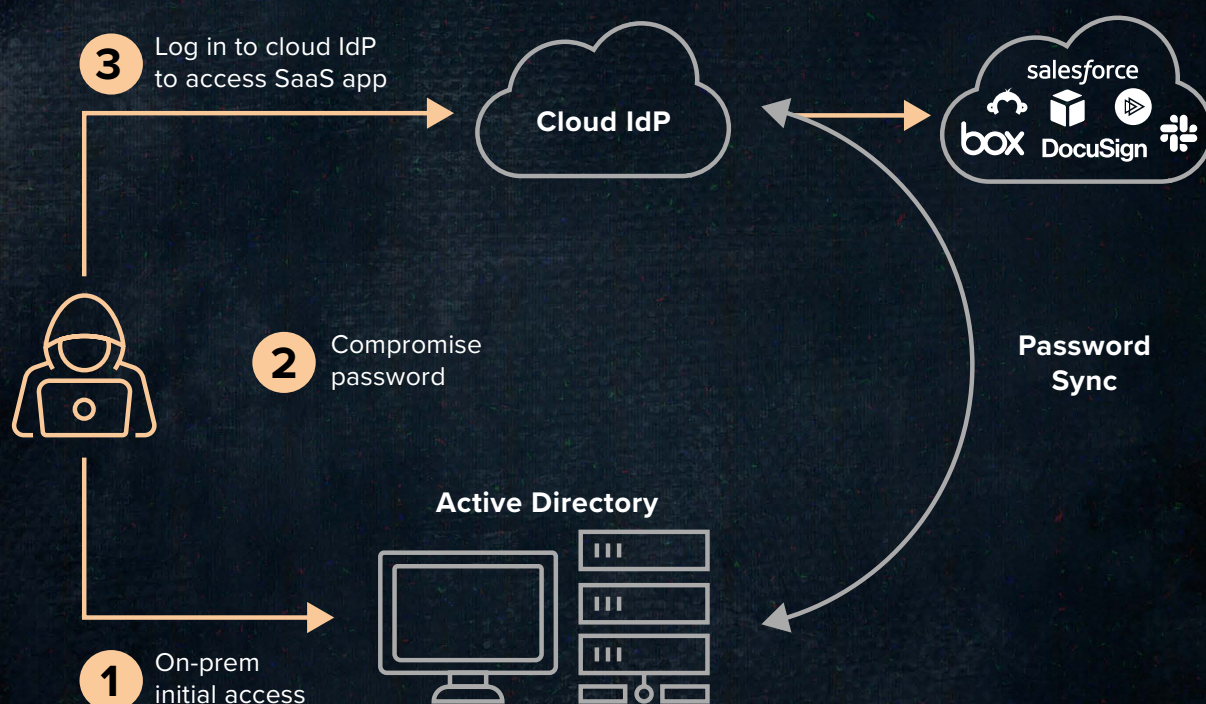 3
Log in to cloud IdP
to access SaaS app
Cloud IdP
salesforce
box
DocuSign
2
Compromise
password
Password
Sync
Active Directory
1
On-prem
initial access